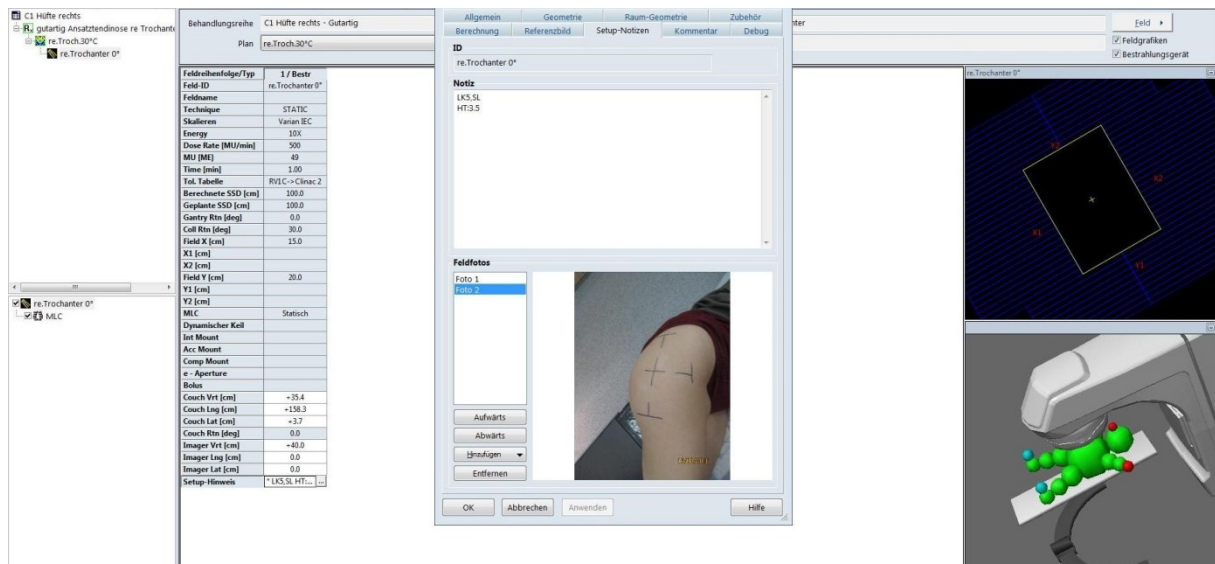 C1 Hüfte rechts
R. gutartig Ansatztendinose re Trochante
re.Troch.30°C
re.Trochanter 0°
re.Trochanter 0°
MLC
Behandlungsreihe C1 Hüfte rechts - Gutartig
Plan re.Troch.30°C
Feldreihenfolge/Typ 1 / Bestr
Feld-ID re.Trochanter 0°
Feldname
Technique STATIC
Skalieren Varian IEC
Energy 10X
Dose Rate [MU/min] 500
MU [ME] 49
Time [min] 1.00
Tol. Tabelle RV1C->Clinac 2
Berechnete SSD [cm] 100.0
Geplante SSD [cm] 100.0
Gantry Rtn [deg] 0.0
Coll Rtn [deg] 30.0
Field X [cm] 15.0
X1 [cm]
X2 [cm]
Field Y [cm] 20.0
Y1 [cm]
Y2 [cm]
MLC Statisch
Dynamischer Keil
Int Mount
Acc Mount
Comp Mount
e - Aperture
Bolus
Couch Vrt [cm] +35.4
Couch Lng [cm] +158.3
Couch Lat [cm] +3.7
Couch Rtn [deg] 0.0
Imager Vrt [cm] +40.0
Imager Lng [cm] 0.0
Imager Lat [cm] 0.0
Setup-Hinweis * LK5,SL HT:... ...
Allgemein Geometrie Raum-Geometrie Zubehör
Berechnung Referenzbild Setup-Notizen Kommentar Debug
ID
re.Trochanter 0°
Notiz
LK5,SL
HT:3.5
Feldfotos
Foto 1
Foto 2
Aufwärts
Abwärts
Hinzufügen
Entfernen
OK Abbrechen Anwenden Hilfe
nter
Feld
Feldgrafiken
Bestrahlungsgerät
re.Trochanter 0°
Y2
X2
X1
Y1